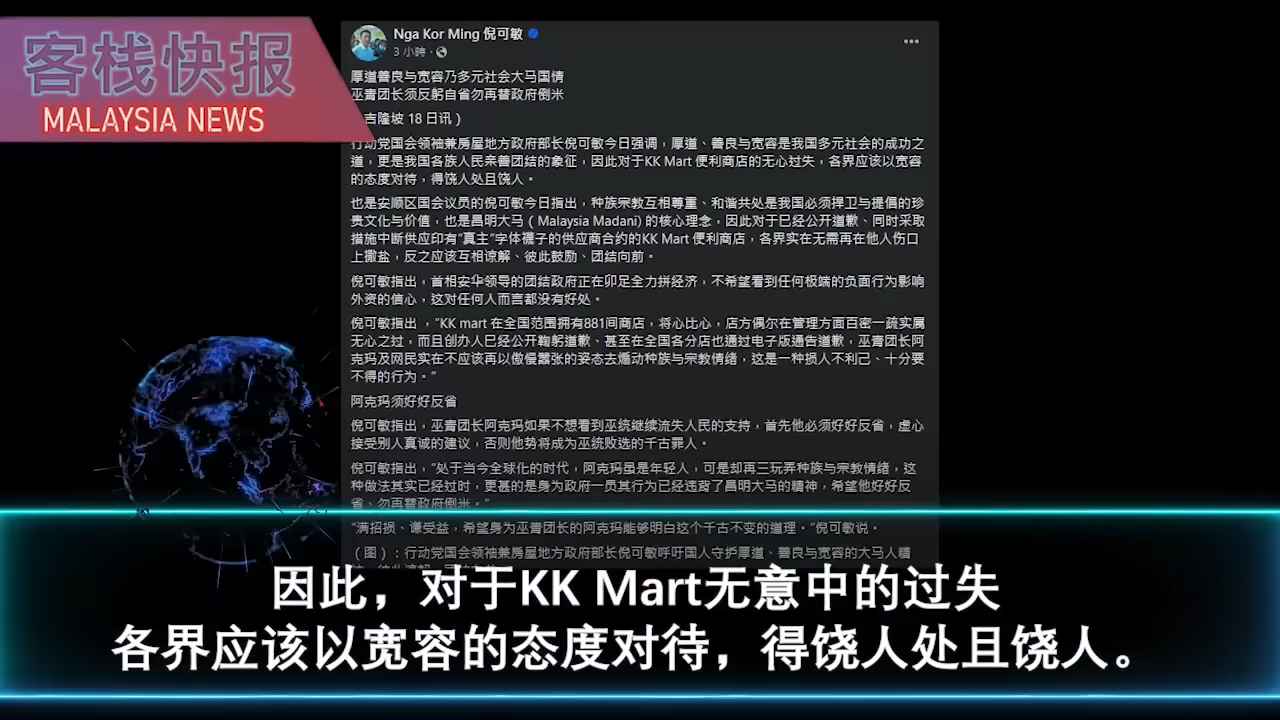 客栈快报
MALAYSIA NEWS
Nga Kor Ming 倪可敏
3 小時
厚道善良与宽容乃多元社会大马国情
巫青团长须反躬自省勿再替政府倒米
吉隆坡 18 日讯）
行动党国会领袖兼房屋地方政府部长倪可敏今日强调，厚道、善良与宽容是我国多元社会的成功之
道，更是我国各族人民亲善团结的象征，因此对于KK Mart 便利商店的无心过失，各界应该以宽容
的态度对待，得饶人处且饶人。
也是安顺区国会议员的倪可敏今日指出，种族宗教互相尊重、和谐共处是我国必须捍卫与提倡的珍
贵文化与价值，也是昌明大马（ Malaysia Madani) 的核心理念，因此对于已经公开道歉、同时采取
措施中断供应印有“真主”字体襪子的供应商合约的KK Mart 便利商店，各界实在无需再在他人伤口
上撒盐，反之应该互相谅解、彼此鼓励、团结向前。
倪可敏指出，首相安华领导的团结政府正在卯足全力拼经济，不希望看到任何极端的负面行为影响
外资的信心，这对任何人而言都没有好处。
倪可敏指出 ，“KK mart 在全国范围拥有881间商店，将心比心，店方偶尔在管理方面百密一疏实属
无心之过，而且创办人已经公开鞠躬道歉、甚至在全国各分店也通过电子版通告道歉，巫青团长阿
克玛及网民实在不应该再以傲慢嚣张的姿态去煽动种族与宗教情绪，这是一种损人不利己、十分要
不得的行为。”
阿克玛须好好反省
倪可敏指出，巫青团长阿克玛如果不想看到巫统继续流失人民的支持，首先他必须好好反省，虚心
接受别人真诚的建议，否则他势将成为巫统败选的千古罪人。
倪可敏指出，“处于当今全球化的时代，阿克玛虽是年轻人，可是却再三玩弄种族与宗教情绪，这
种做法其实已经过时，更甚的是身为政府一员其行为已经违背了昌明大马的精神，希望他好好反
省、勿再替政府倒米。”
“满招损、谦受益，希望身为巫青团长的阿克玛能够明白这个千古不变的道理。”倪可敏说。
（图）：行动党国会领袖兼房屋地方政府部长倪可敏呼吁国人守护厚道、善良与宽容的大马人精
因此，对于KK Mart无意中的过失
各界应该以宽容的态度对待，得饶人处且饶人。